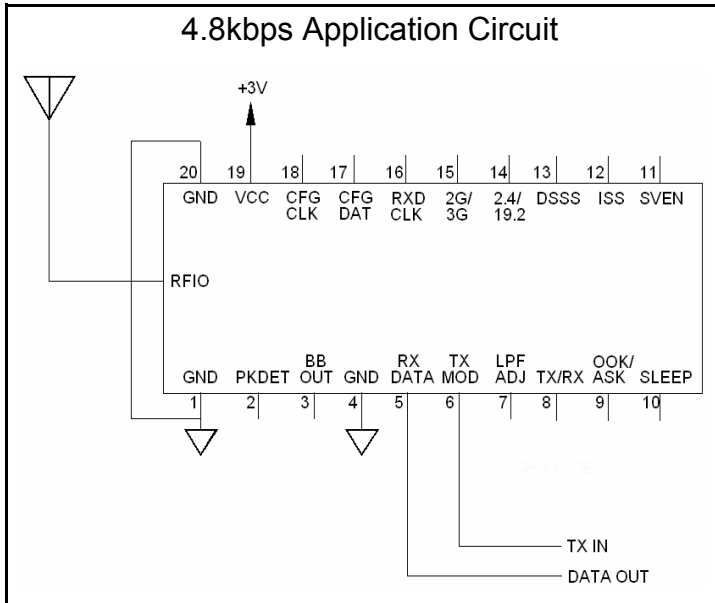 4.8kbps Application Circuit
+3V
20 19 18 17 16 15 14 13 12 11
GND VCC CFG CLK CFG DAT RXD CLK 2G/3G 2.4/19.2 DSSS ISS SVEN
RFIO
GND PKDET BB OUT GND RX DATA TX MOD LPF ADJ TX/RX OOK/ASK SLEEP
1 2 3 4 5 6 7 8 9 10
TX IN
DATA OUT